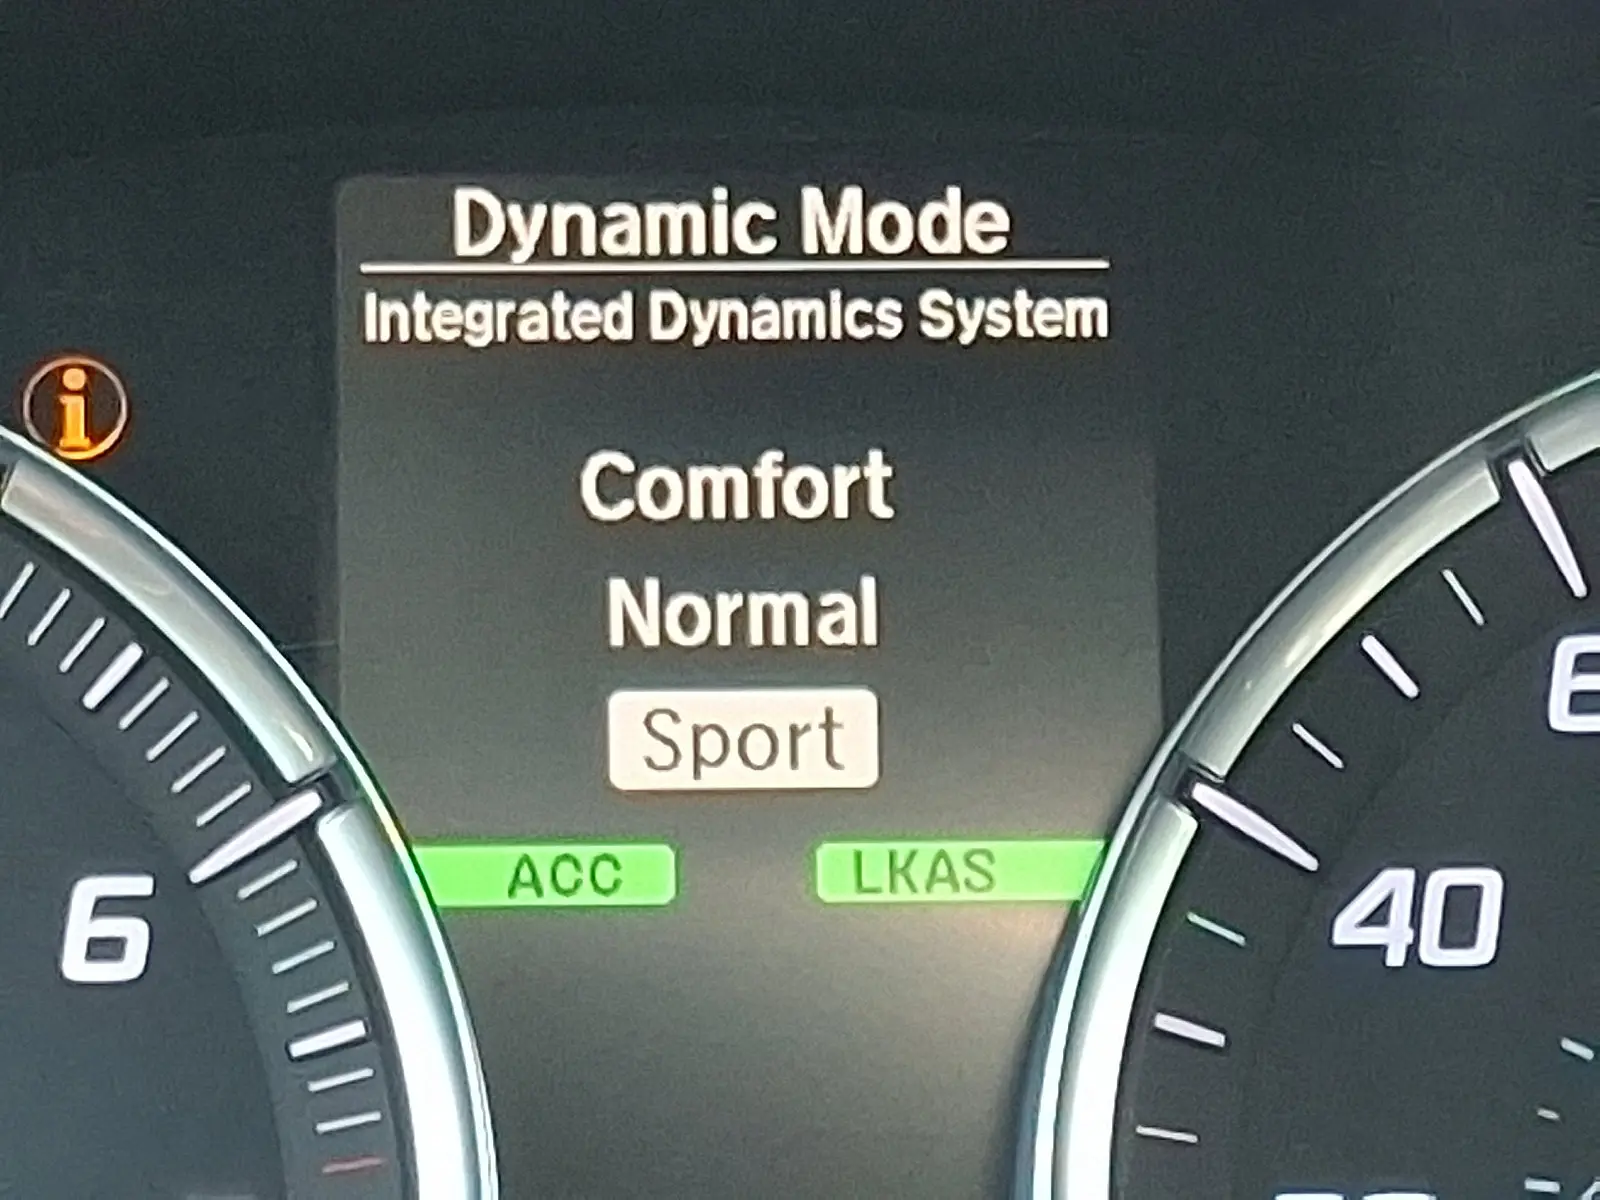 Dynamic Mode
Integrated Dynamics System
i
Comfort
Normal
Sport
ACC
LKAS
6
40